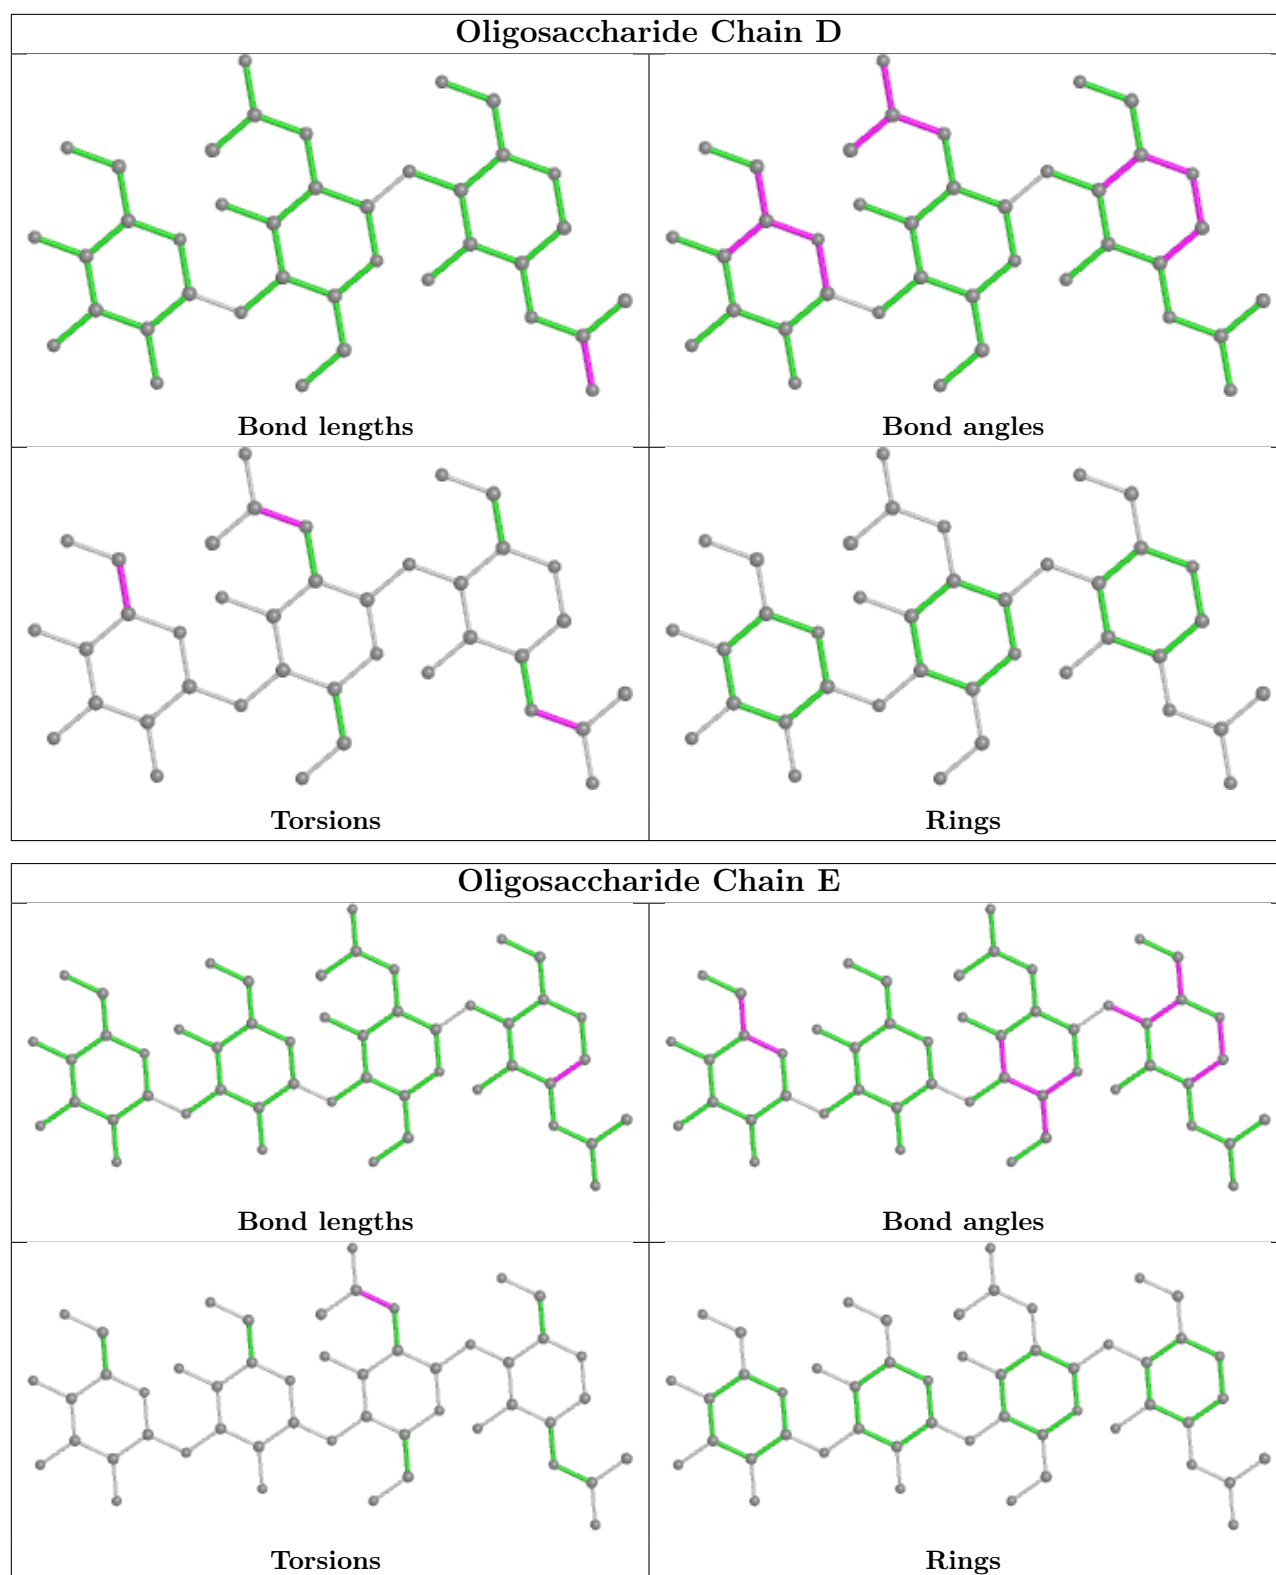 Oligosaccharide Chain D
Bond lengths
Bond angles
Torsions
Rings
Oligosaccharide Chain E
Bond lengths
Bond angles
Torsions
Rings